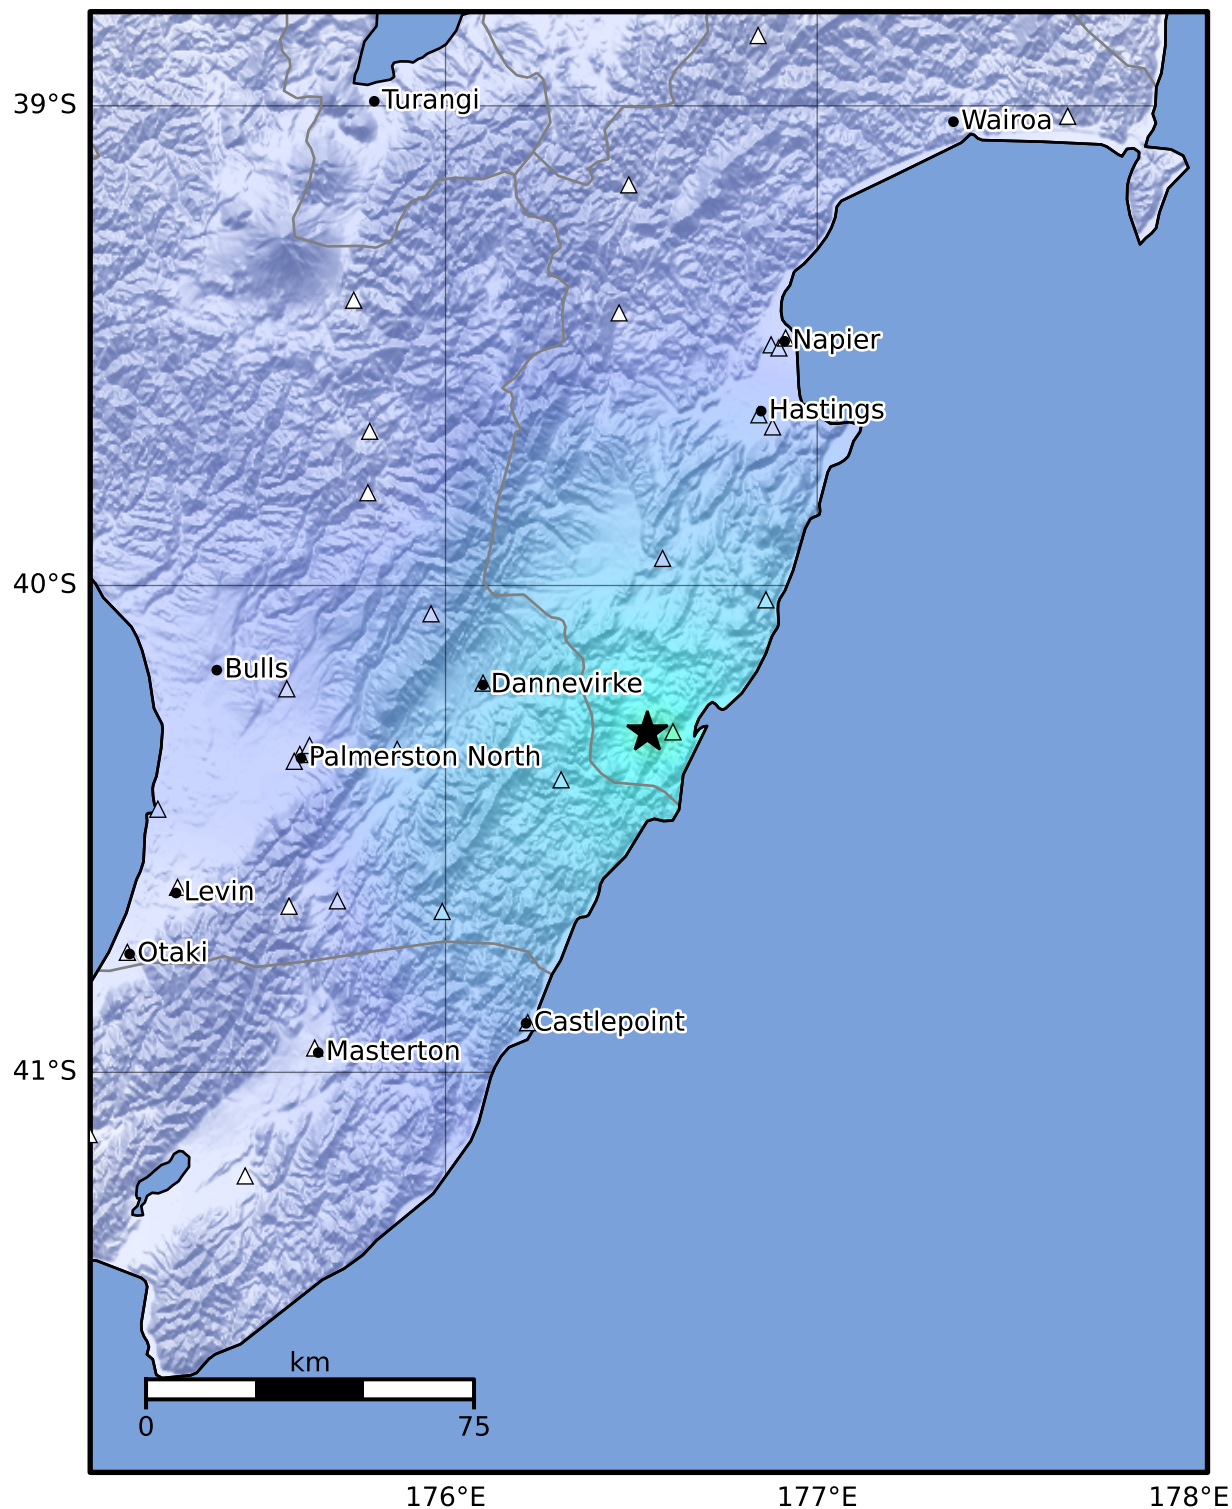 Turangi
39°S
Wairoa
Napier
Hastings
40°S
Bulls
Dannevirke
Palmerston North
Levin
Otaki
Castlepoint
Masterton
41°S
km
0 75
176°E 177°E 178°E